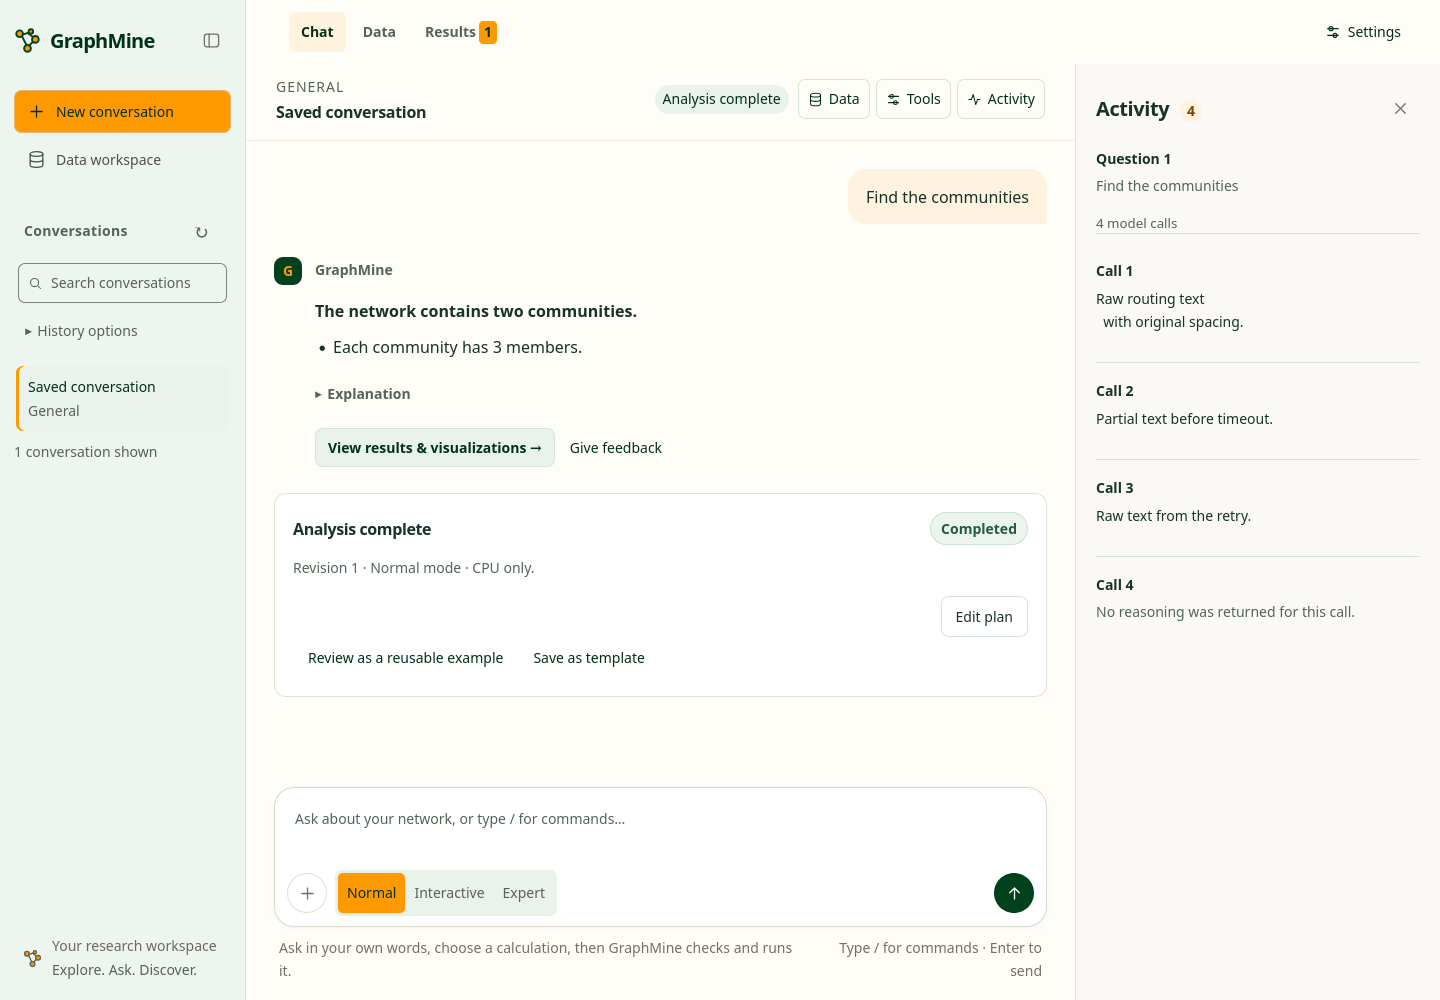 GraphMine
New conversation
Data workspace
Conversations
Search conversations
History options
Saved conversation
General
1 conversation shown
Your research workspace
Explore. Ask. Discover.
Chat
Data
Results 1
Settings
GENERAL
Saved conversation
Analysis complete
Data
Tools
Activity
Find the communities
G
GraphMine
The network contains two communities.
• Each community has 3 members.
Explanation
View results & visualizations →
Give feedback
Analysis complete
Completed
Revision 1 · Normal mode · CPU only.
Edit plan
Review as a reusable example
Save as template
Ask about your network, or type / for commands...
Normal
Interactive
Expert
Ask in your own words, choose a calculation, then GraphMine checks and runs
it.
Type / for commands · Enter to
send
Activity 4
Question 1
Find the communities
4 model calls
Call 1
Raw routing text
with original spacing.
Call 2
Partial text before timeout.
Call 3
Raw text from the retry.
Call 4
No reasoning was returned for this call.